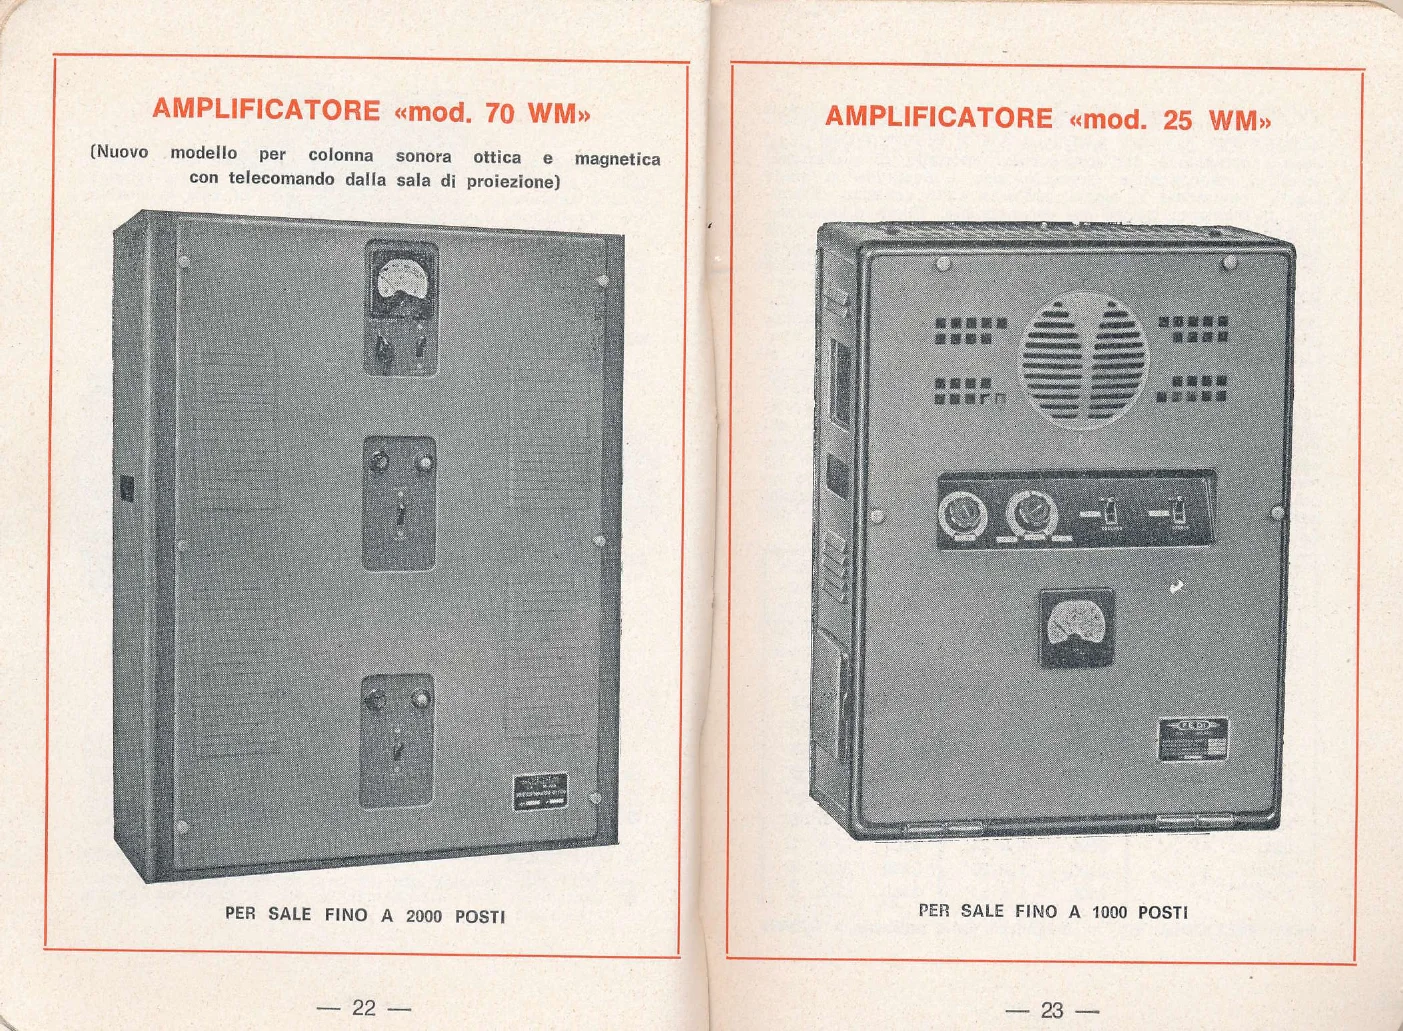 AMPLIFICATORE «mod. 70 WM»
(Nuovo modello per colonna sonora ottica e magnetica
con telecomando dalla sala di proiezione)
PER SALE FINO A 2000 POSTI
— 22 —
AMPLIFICATORE «mod. 25 WM»
FEDI
PER SALE FINO A 1000 POSTI
— 23 —